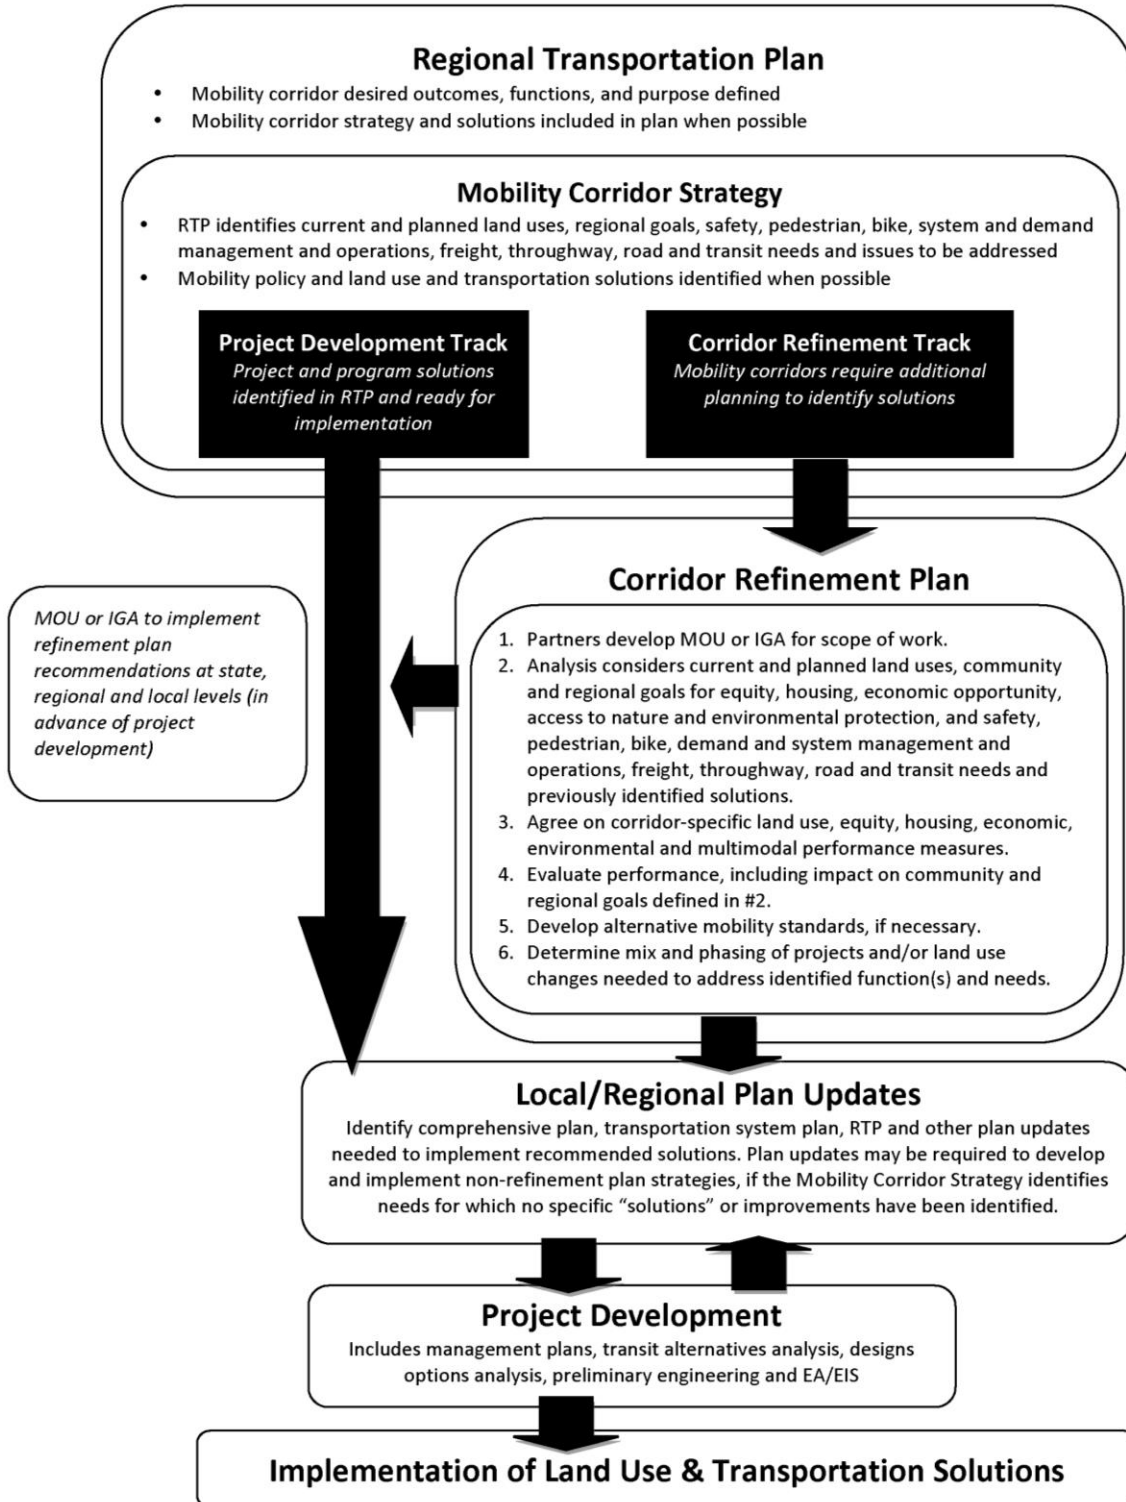 Regional Transportation Plan
• Mobility corridor desired outcomes, functions, and purpose defined
• Mobility corridor strategy and solutions included in plan when possible
Mobility Corridor Strategy
• RTP identifies current and planned land uses, regional goals, safety, pedestrian, bike, system and demand
management and operations, freight, throughway, road and transit needs and issues to be addressed
• Mobility policy and land use and transportation solutions identified when possible
Project Development Track
Project and program solutions
identified in RTP and ready for
implementation
Corridor Refinement Track
Mobility corridors require additional
planning to identify solutions
MOU or IGA to implement
refinement plan
recommendations at state,
regional and local levels (in
advance of project
development)
Corridor Refinement Plan
1. Partners develop MOU or IGA for scope of work.
2. Analysis considers current and planned land uses, community
and regional goals for equity, housing, economic opportunity,
access to nature and environmental protection, and safety,
pedestrian, bike, demand and system management and
operations, freight, throughway, road and transit needs and
previously identified solutions.
3. Agree on corridor-specific land use, equity, housing, economic,
environmental and multimodal performance measures.
4. Evaluate performance, including impact on community and
regional goals defined in #2.
5. Develop alternative mobility standards, if necessary.
6. Determine mix and phasing of projects and/or land use
changes needed to address identified function(s) and needs.
Local/Regional Plan Updates
Identify comprehensive plan, transportation system plan, RTP and other plan updates
needed to implement recommended solutions. Plan updates may be required to develop
and implement non-refinement plan strategies, if the Mobility Corridor Strategy identifies
needs for which no specific “solutions” or improvements have been identified.
Project Development
Includes management plans, transit alternatives analysis, designs
options analysis, preliminary engineering and EA/EIS
Implementation of Land Use & Transportation Solutions